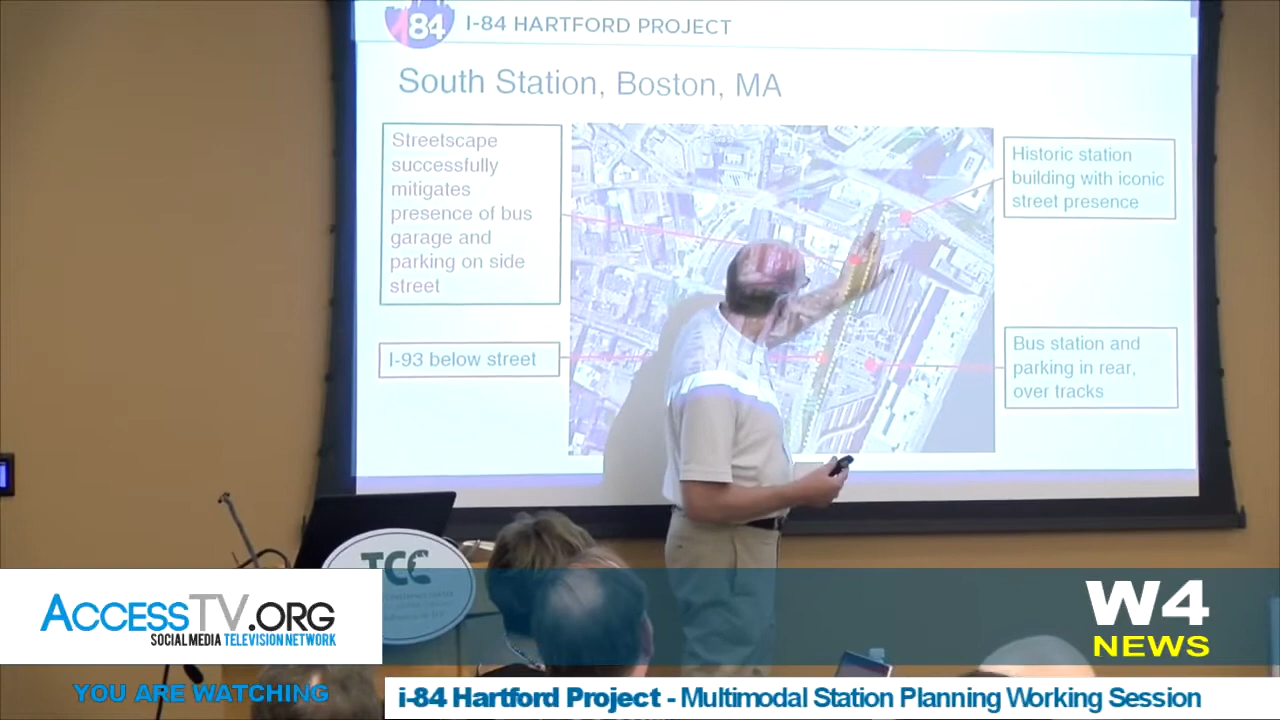 84
I-84 HARTFORD PROJECT
South Station, Boston, MA
Streetscape
successfully
mitigates
presence of bus
garage and
parking on side
street
I-93 below street
Historic station
building with iconic
street presence
Bus station and
parking in rear,
over tracks
TCC
ACCESSTV.ORG
SOCIAL MEDIA TELEVISION NETWORK
W4
NEWS
YOU ARE WATCHING
i-84 Hartford Project - Multimodal Station Planning Working Session